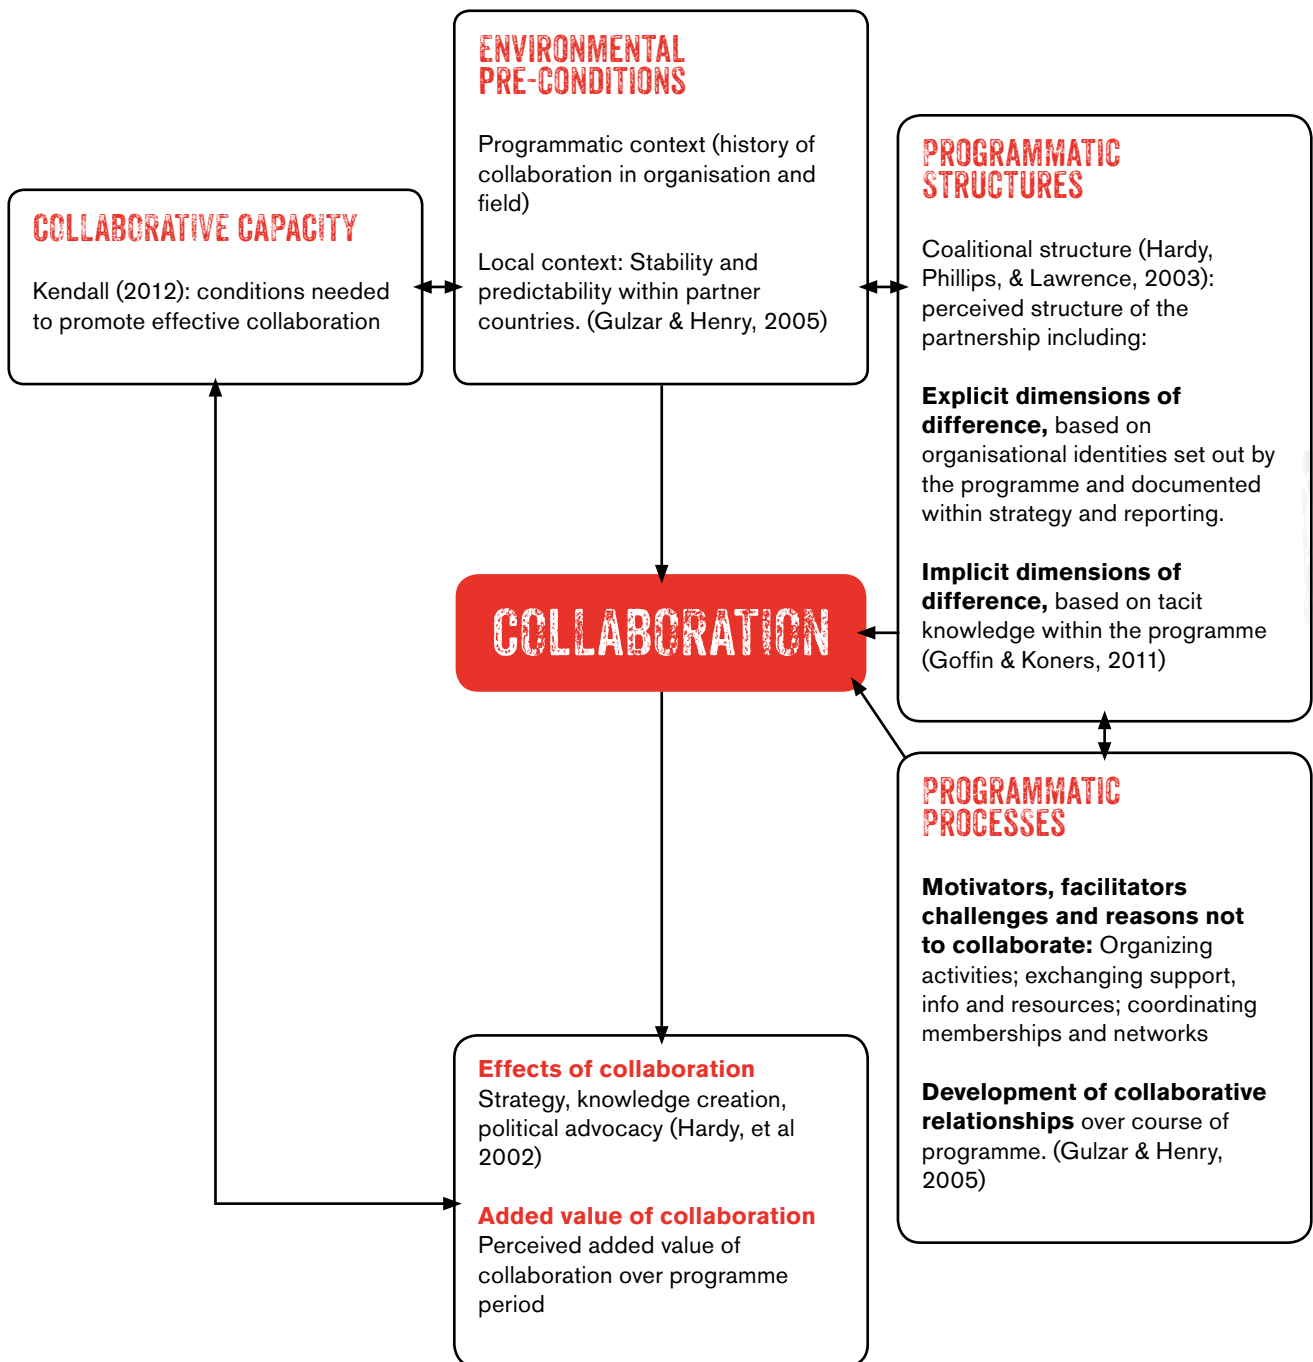 ENVIRONMENTAL
PRE-CONDITIONS
Programmatic context (history of
collaboration in organisation and
field)
Local context: Stability and
predictability within partner
countries. (Gulzar & Henry, 2005)
PROGRAMMATIC
STRUCTURES
Coalitional structure (Hardy,
Phillips, & Lawrence, 2003):
perceived structure of the
partnership including:
Explicit dimensions of
difference, based on
organisational identities set out by
the programme and documented
within strategy and reporting.
Implicit dimensions of
difference, based on tacit
knowledge within the programme
(Goffin & Koners, 2011)
COLLABORATIVE CAPACITY
Kendall (2012): conditions needed
to promote effective collaboration
COLLABORATION
PROGRAMMATIC
PROCESSES
Motivators, facilitators
challenges and reasons not
to collaborate: Organizing
activities; exchanging support,
info and resources; coordinating
memberships and networks
Development of collaborative
relationships over course of
programme. (Gulzar & Henry,
2005)
Effects of collaboration
Strategy, knowledge creation,
political advocacy (Hardy, et al
2002)
Added value of collaboration
Perceived added value of
collaboration over programme
period